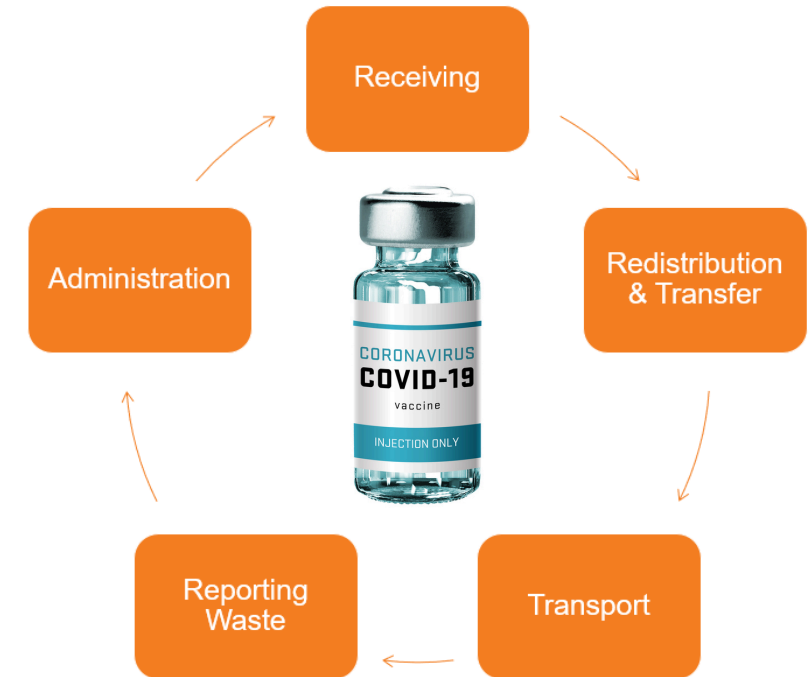 Receiving
Redistribution
& Transfer
Transport
Reporting
Waste
Administration
CORONAVIRUS
COVID-19
vaccine
INJECTION ONLY